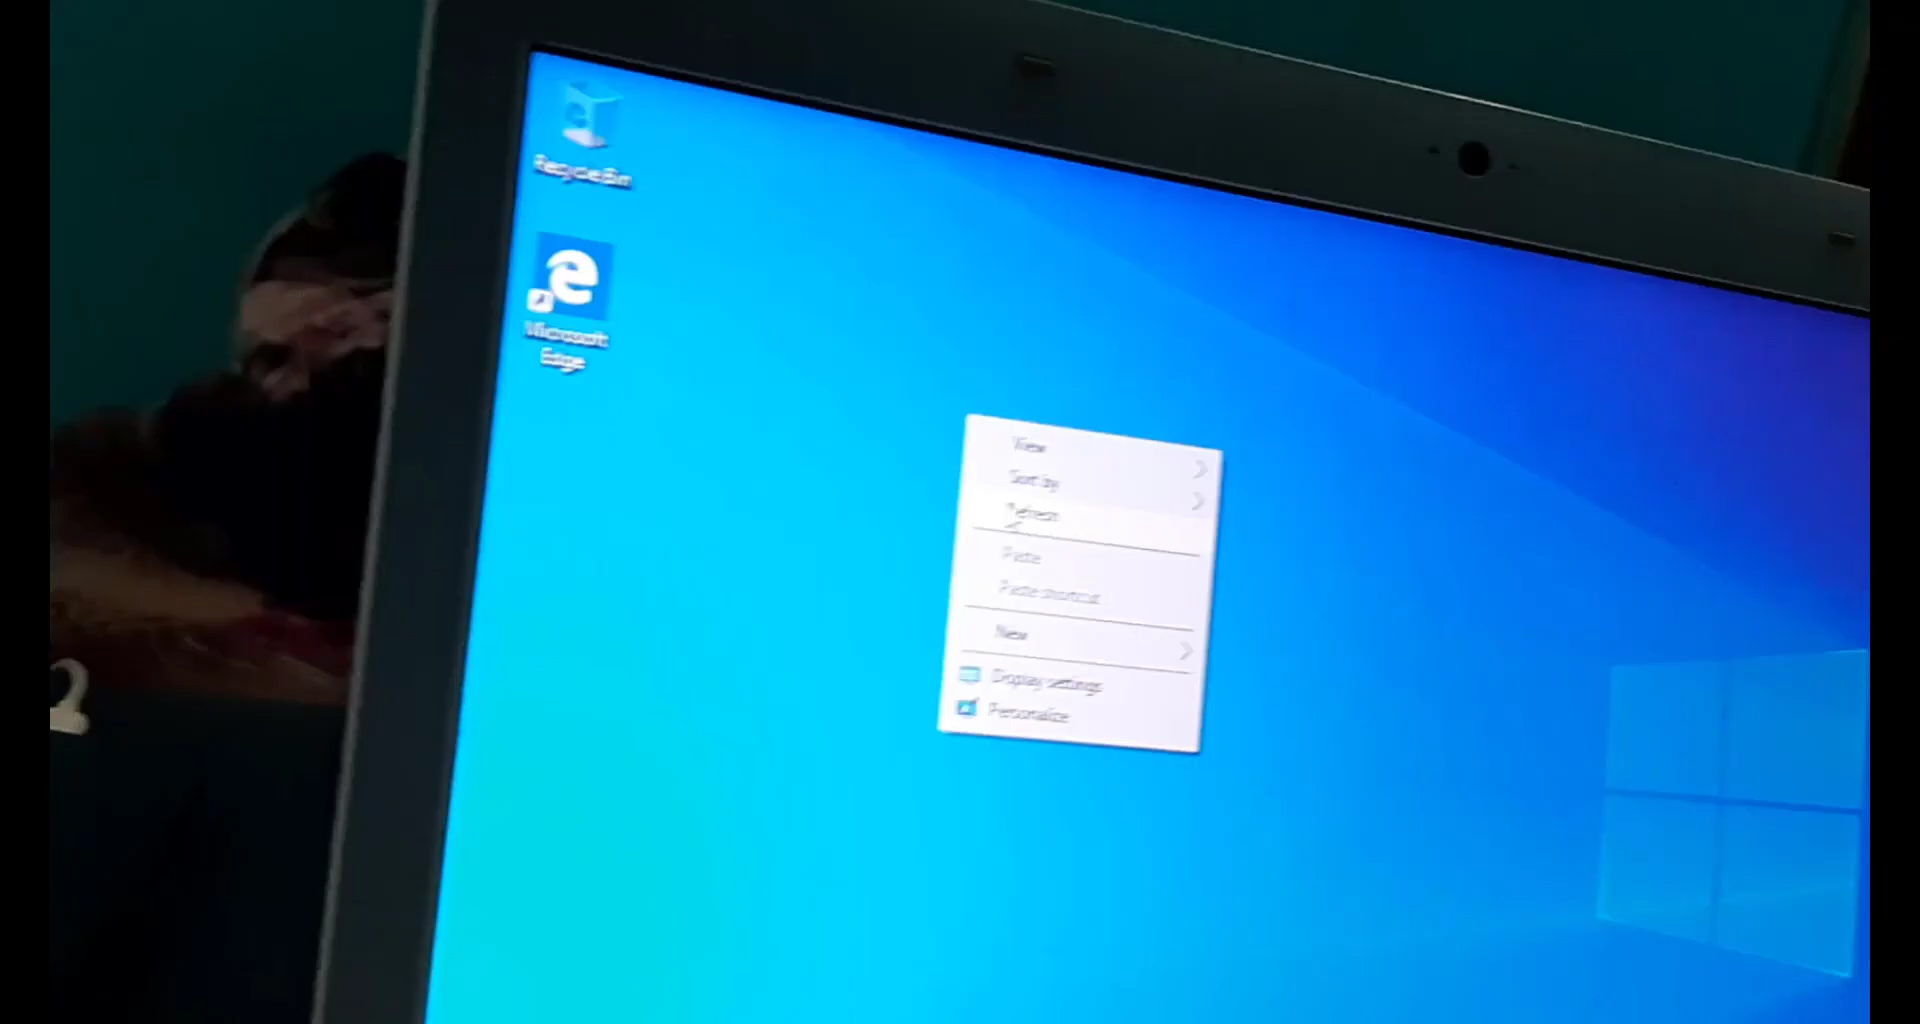 Recycle Bin
Microsoft
Edge
View
Sort by
Refresh
Paste
Paste shortcut
New
Display settings
Personalize